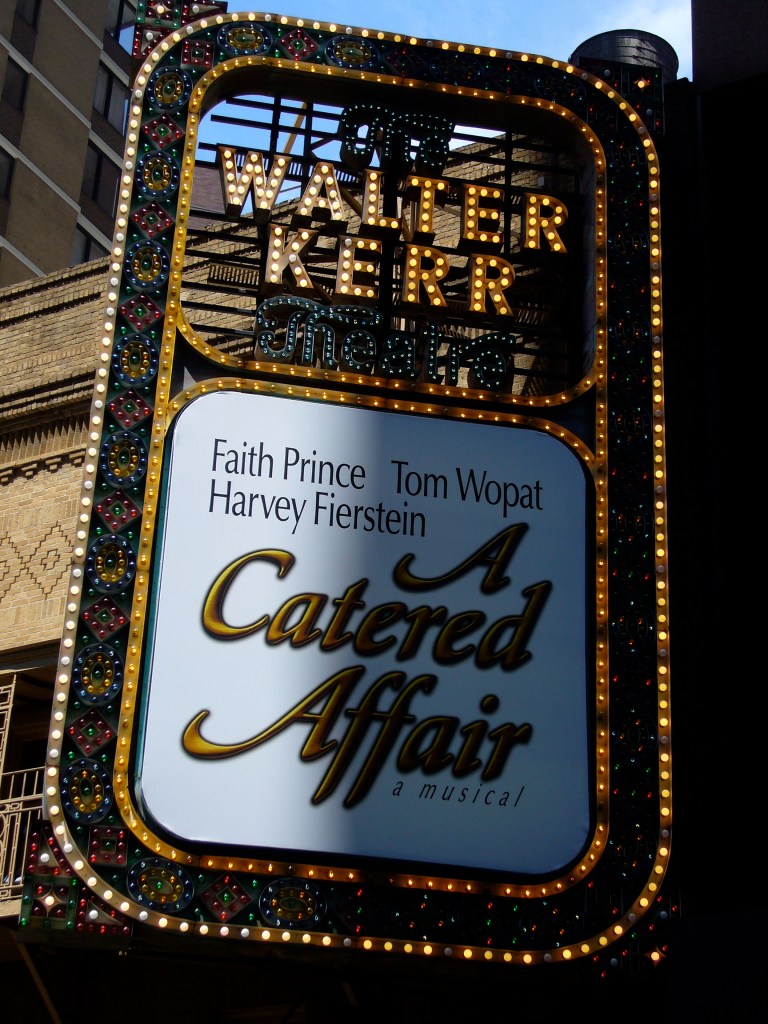 The
WALTER
KERR
Theatre
Faith Prince Tom Wopat
Harvey Fierstein
A
Catered
Affair
a musical